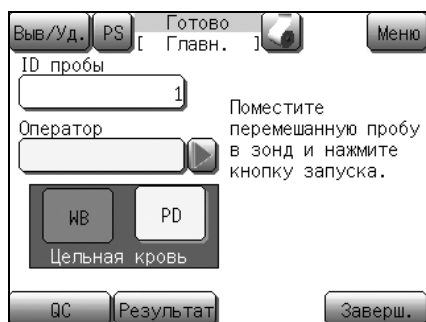 Выв/Уд. PS Готово Меню
[ Главн. ]
ID пробы
1
Оператор
Поместите
перемешанную пробу
в зонд и нажмите
кнопку запуска.
WB PD
Цельная кровь
QC Результат Заверш.